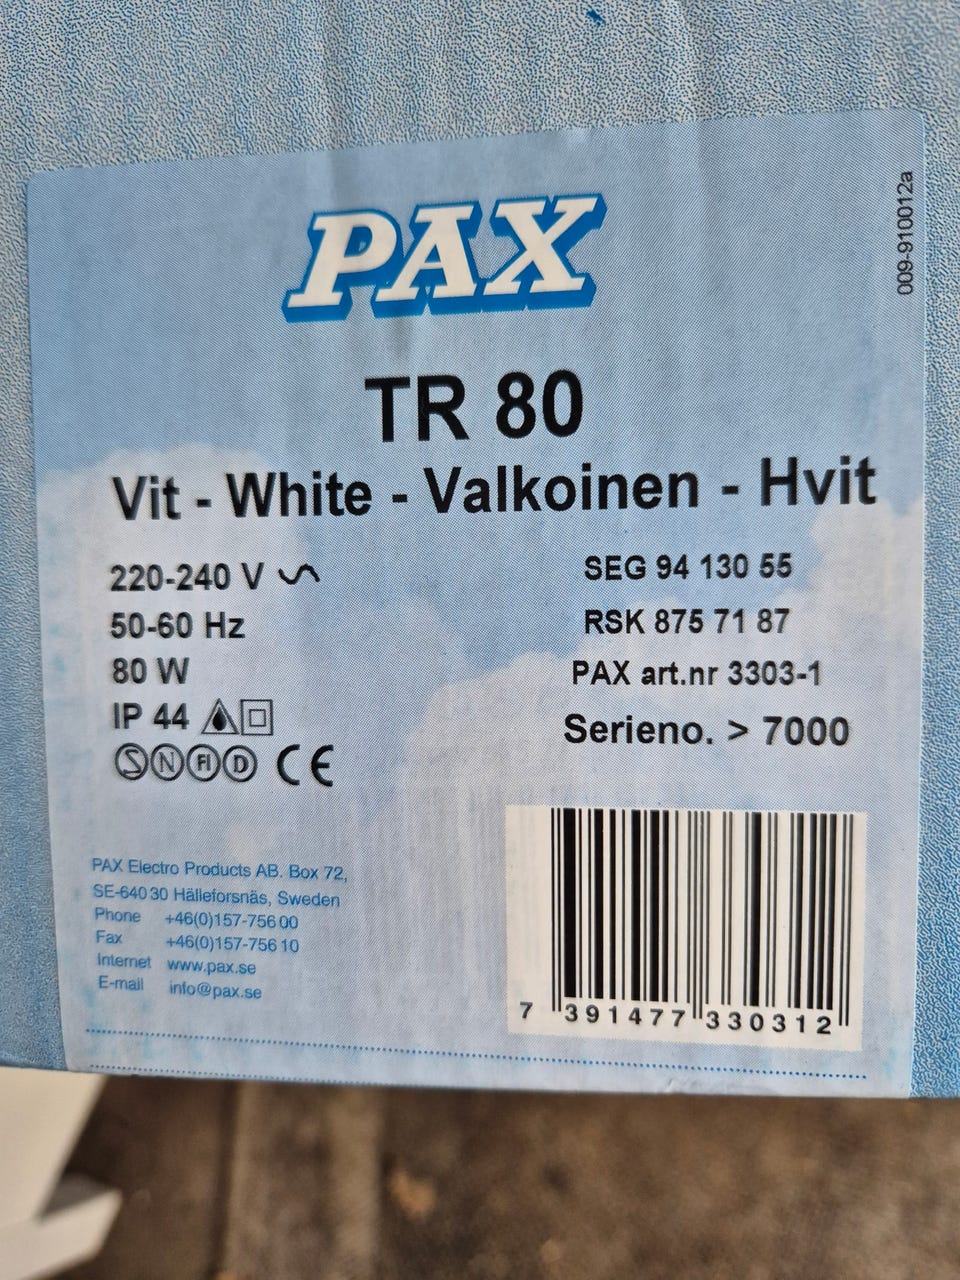 009-910012a
PAX
TR 80
Vit - White - Valkoinen - Hvit
220-240 V
50-60 Hz
80 W
IP 44
S N FI D CE
SEG 94 130 55
RSK 875 71 87
PAX art.nr 3303-1
Serieno. > 7000
PAX Electro Products AB. Box 72,
SE-640 30 Hälleforsnäs, Sweden
Phone +46(0)157-756 00
Fax +46(0)157-756 10
Internet www.pax.se
E-mail info@pax.se
7 391477 330312